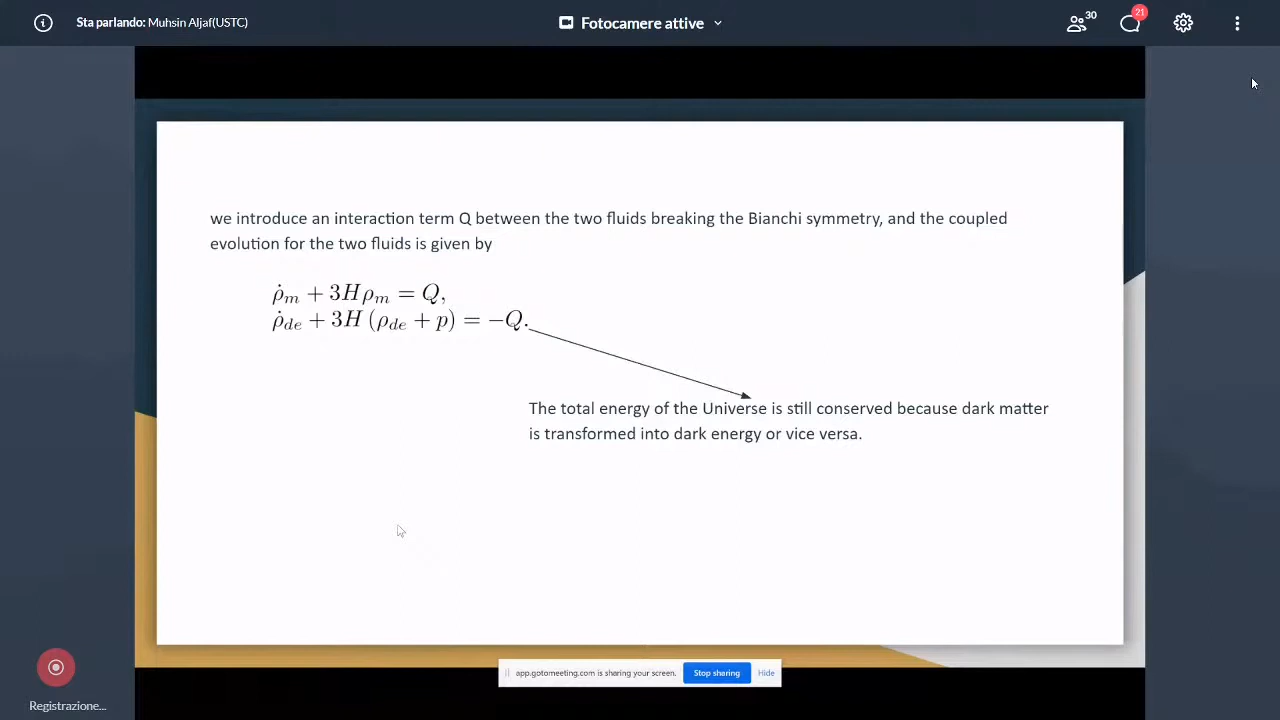 Sta parlando: Muhsin Aljaf(USTC)
Fotocamere attive
30
21
we introduce an interaction term Q between the two fluids breaking the Bianchi symmetry, and the coupled
evolution for the two fluids is given by
ρ̇_m + 3Hρ_m = Q,
ρ̇_de + 3H (ρ_de + p) = −Q.
The total energy of the Universe is still conserved because dark matter
is transformed into dark energy or vice versa.
app.gotomeeting.com is sharing your screen.
Stop sharing
Hide
Registrazione...